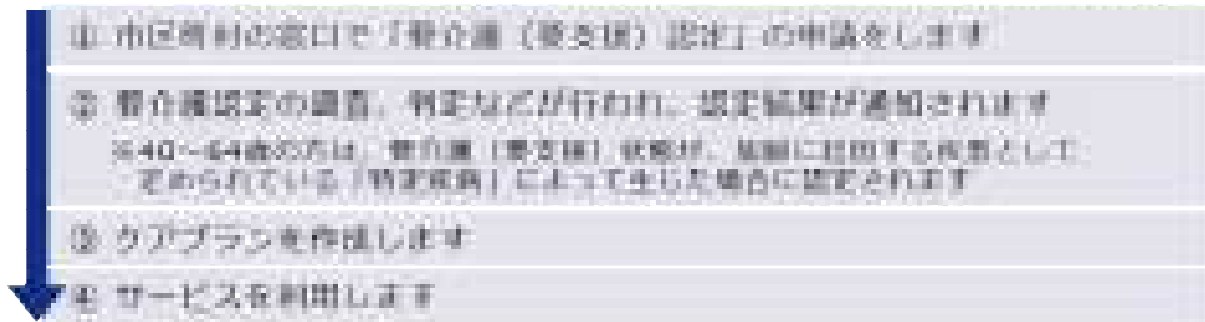 ① 市区町村の窓口で「要介護（要支援）認定」の申請をします
② 要介護認定の調査、判定などが行われ、認定結果が通知されます
※40～64歳の方は、要介護（要支援）状態が、加齢に起因する疾患として
定められている「特定疾病」によって生じた場合に認定されます
③ ケアプランを作成します
④ サービスを利用します